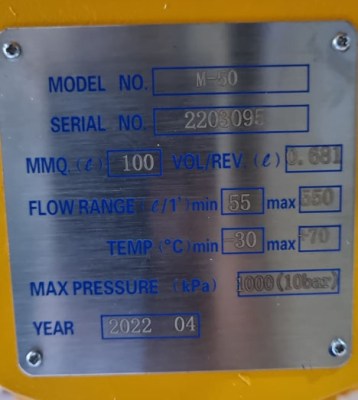 MODEL NO. M-50
SERIAL NO. 2203095
MMQ.(ℓ) 100 VOL/REV.(ℓ) 0.681
FLOW RANGE(ℓ/1')min 55 max 550
TEMP(°C)min -30 max +70
MAX PRESSURE (kPa) 1000(10bar)
YEAR 2022 04